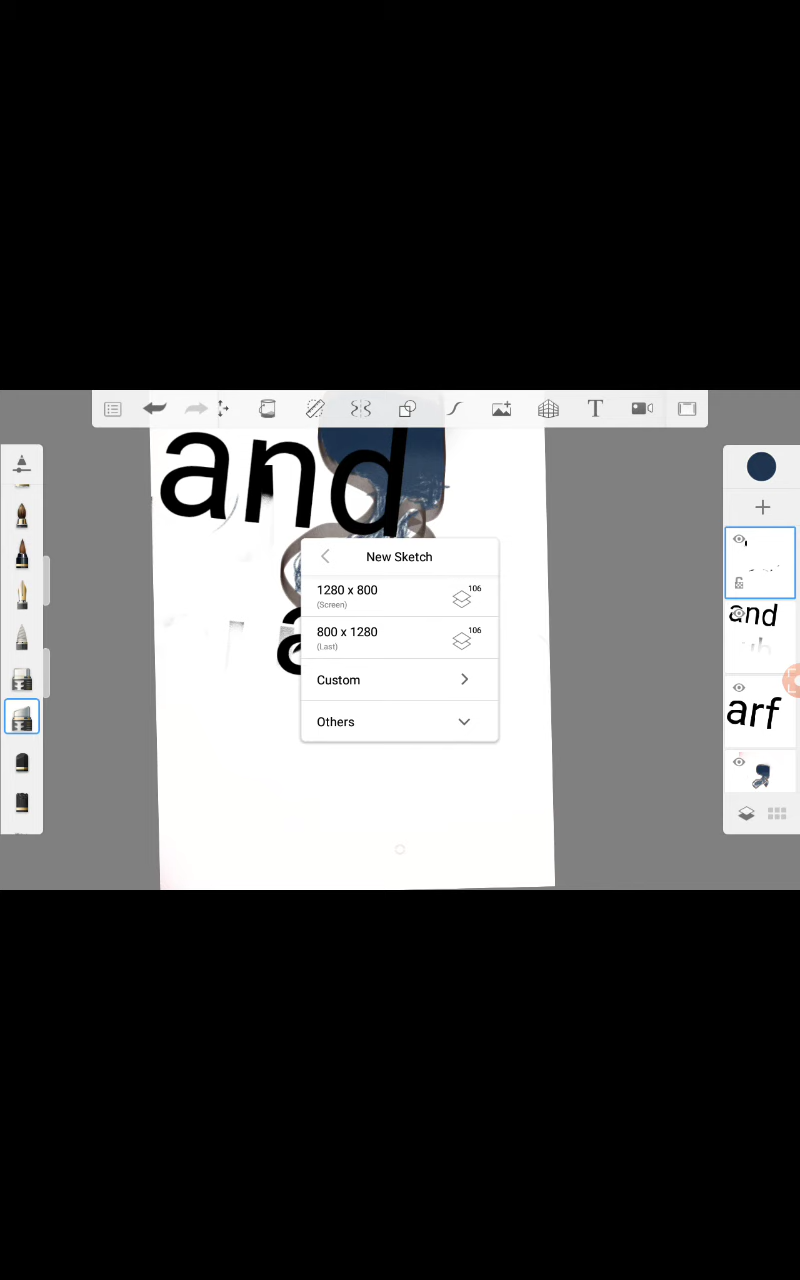 and
New Sketch
1280 x 800
106
(Screen)
800 x 1280
106
(Last)
Custom
Others
T
a
and
arf